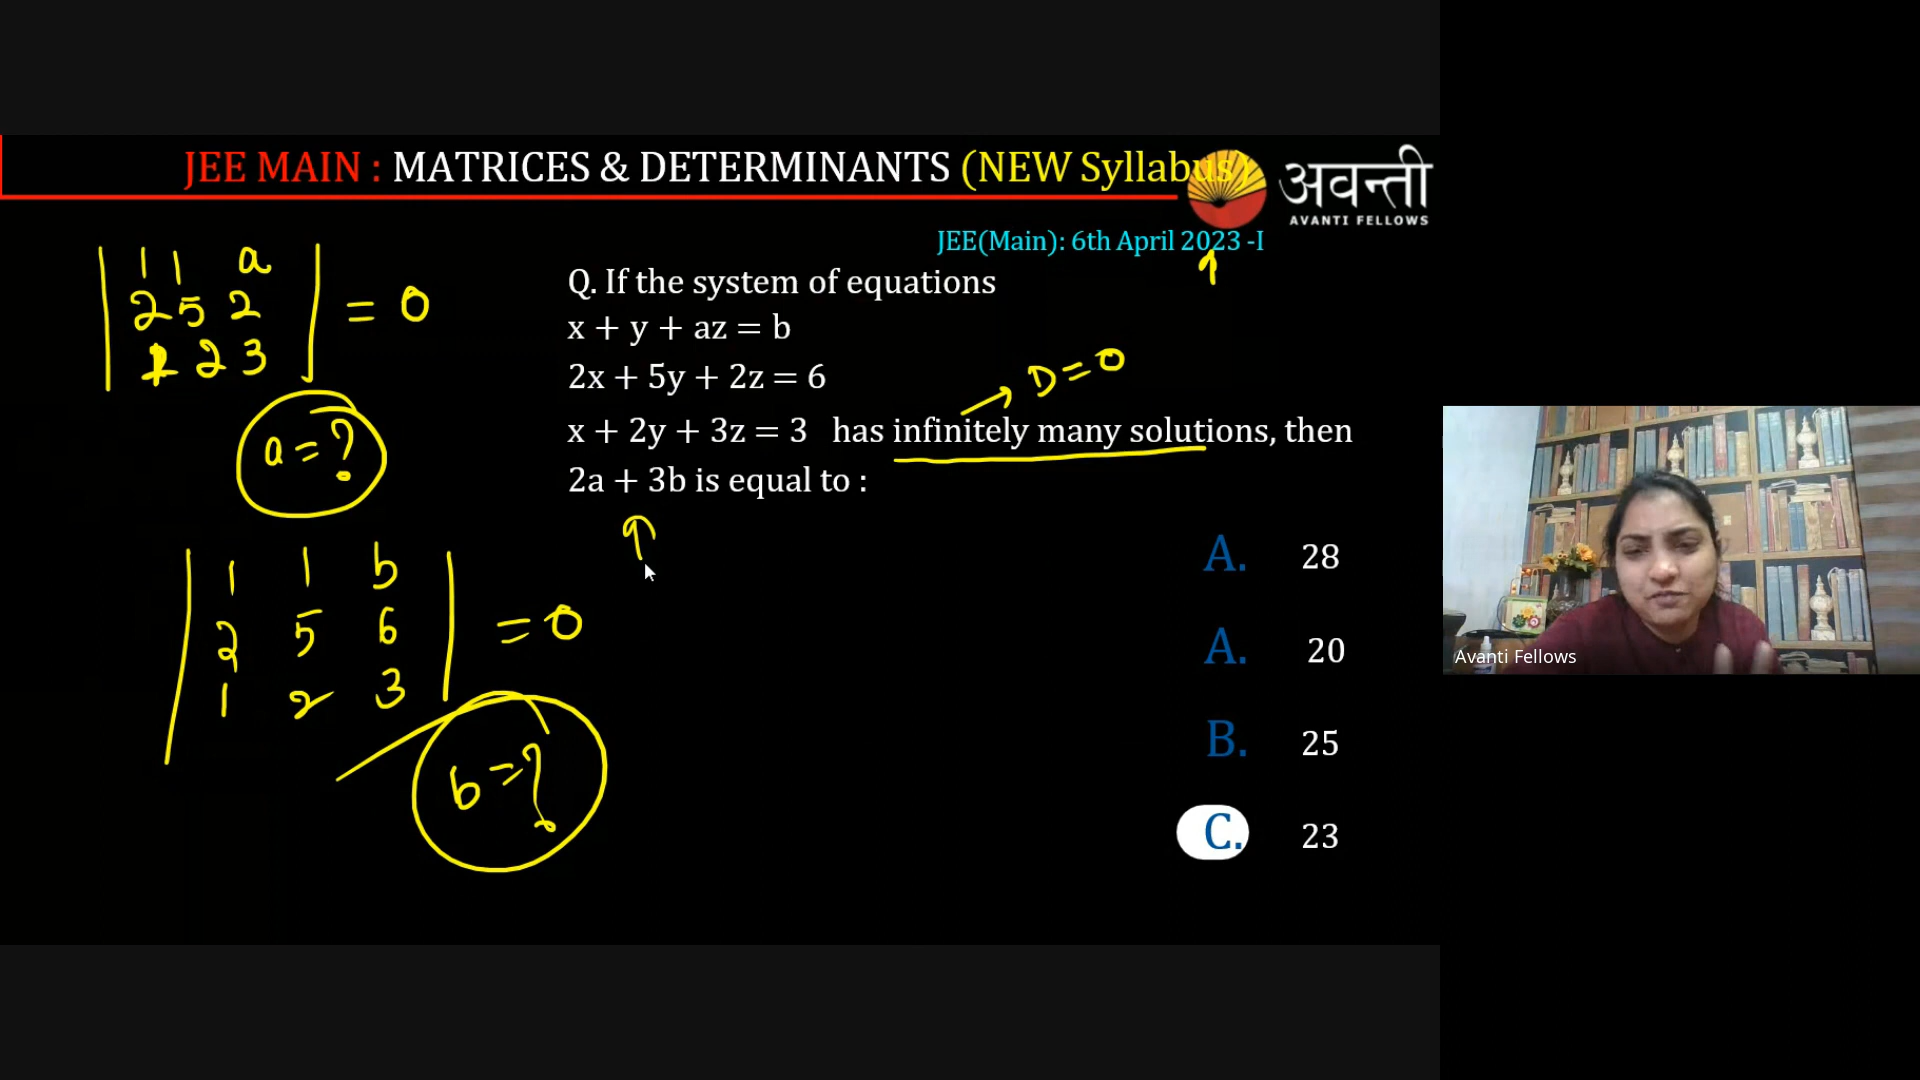 JEE MAIN : MATRICES & DETERMINANTS (NEW Syllabus)
अवन्ती
AVANTI FELLOWS
JEE(Main): 6th April 2023 -I
Q. If the system of equations
x + y + az = b
2x + 5y + 2z = 6
x + 2y + 3z = 3 has infinitely many solutions, then
2a + 3b is equal to :
D = 0
1 1 a
2 5 2 = 0
1 2 3
a = ?
1 1 b
2 5 6 = 0
1 2 3
b = ?
A. 28
A. 20
B. 25
C. 23
Avanti Fellows